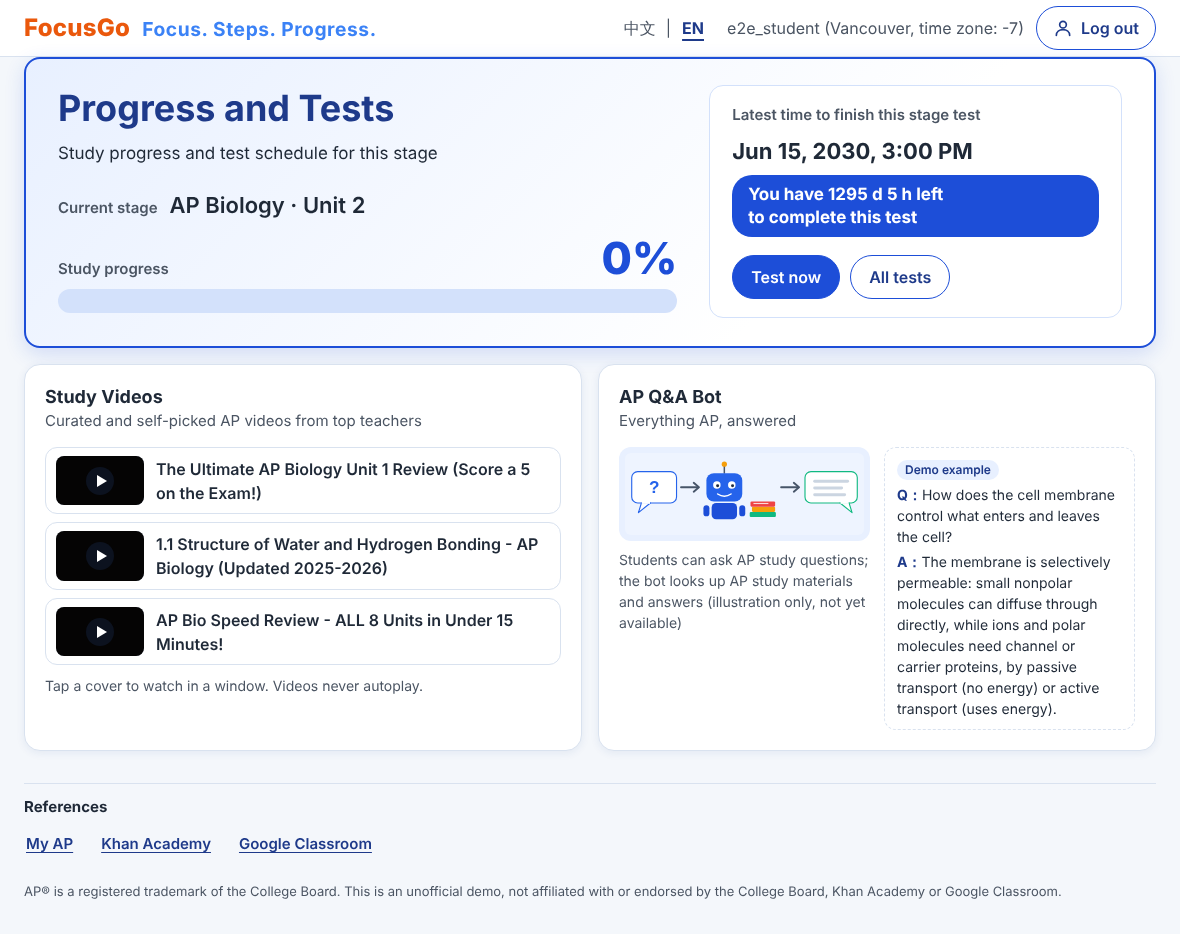 FocusGo Focus. Steps. Progress.
中文 | EN e2e_student (Vancouver, time zone: -7) Log out
Progress and Tests
Study progress and test schedule for this stage
Current stage AP Biology · Unit 2
Study progress 0%
Latest time to finish this stage test
Jun 15, 2030, 3:00 PM
You have 1295 d 5 h left
to complete this test
Test now All tests
Study Videos
Curated and self-picked AP videos from top teachers
The Ultimate AP Biology Unit 1 Review (Score a 5
on the Exam!)
1.1 Structure of Water and Hydrogen Bonding - AP
Biology (Updated 2025-2026)
AP Bio Speed Review - ALL 8 Units in Under 15
Minutes!
Tap a cover to watch in a window. Videos never autoplay.
AP Q&A Bot
Everything AP, answered
?
Students can ask AP study questions;
the bot looks up AP study materials
and answers (illustration only, not yet
available)
Demo example
Q：How does the cell membrane
control what enters and leaves
the cell?
A：The membrane is selectively
permeable: small nonpolar
molecules can diffuse through
directly, while ions and polar
molecules need channel or
carrier proteins, by passive
transport (no energy) or active
transport (uses energy).
References
My AP Khan Academy Google Classroom
AP® is a registered trademark of the College Board. This is an unofficial demo, not affiliated with or endorsed by the College Board, Khan Academy or Google Classroom.